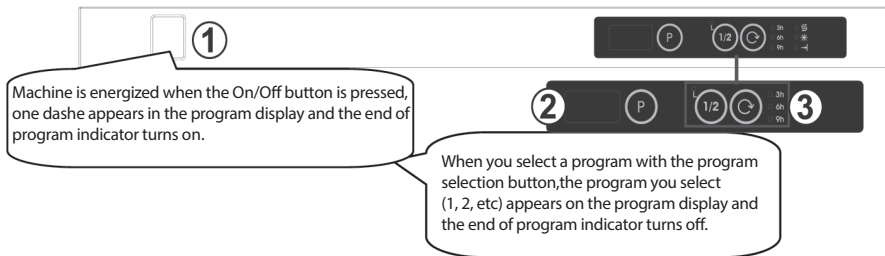 1
P
L
1/2
3h
6h
9h
Machine is energized when the On/Off button is pressed,
one dashe appears in the program display and the end of
program indicator turns on.
2
P
L
1/2
3h
6h
9h
3
When you select a program with the program
selection button,the program you select
(1, 2, etc) appears on the program display and
the end of program indicator turns off.